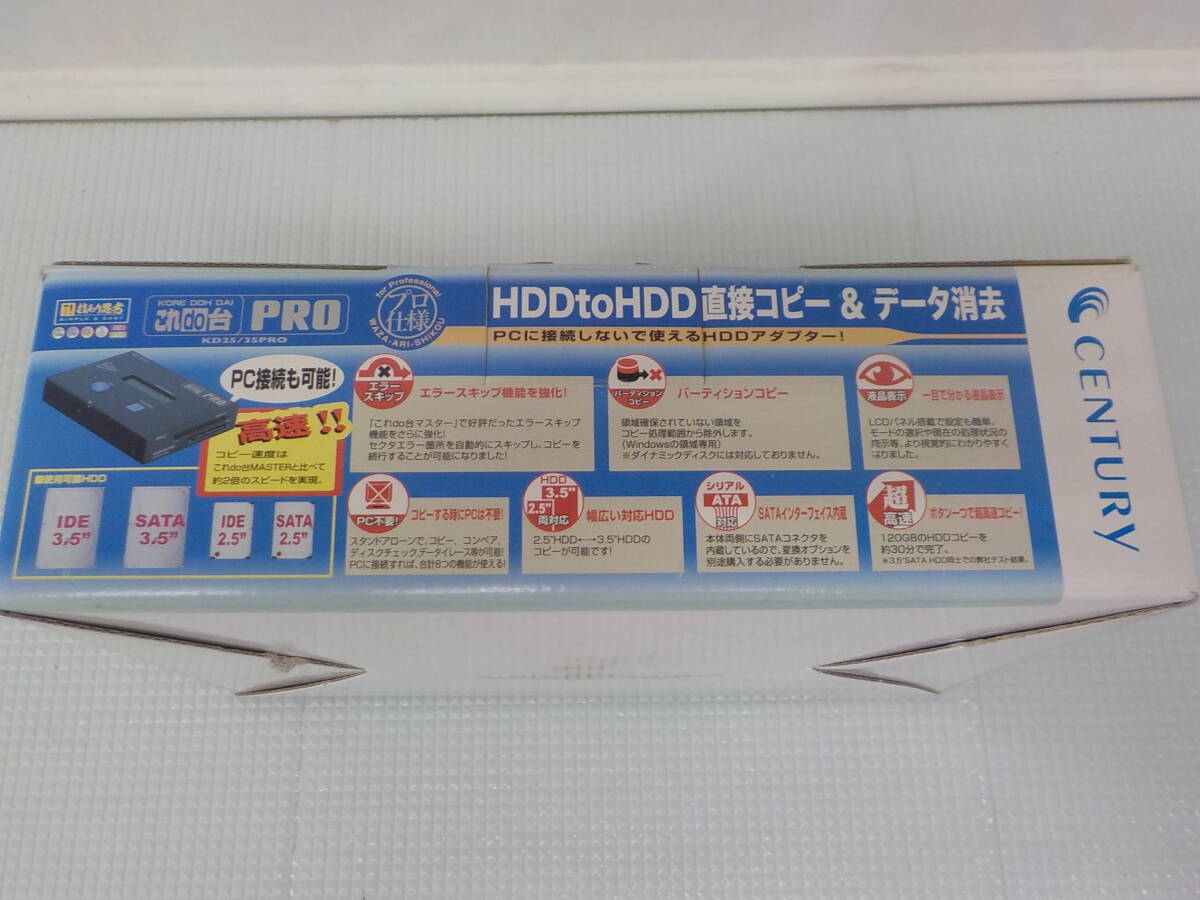 技あり思考
SIMPLE & EASY
KORE DOH DAI
これdo台
PRO
KD25/35PRO
for Professional
プロ
仕様
WAZA-ARI-SHIKOU
HDDtoHDD直接コピー & データ消去
PCに接続しないで使えるHDDアダプター!
CENTURY
PC接続も可能!
高速!!
コピー速度は
これdo台MASTERと比べて
約2倍のスピードを実現。
■使用可能HDD
IDE
3.5"
SATA
3.5"
IDE
2.5"
SATA
2.5"
エラー
スキップ
エラースキップ機能を強化!
「これdo台マスター」で好評だったエラースキップ
機能をさらに強化!
セクタエラー箇所を自動的にスキップし、コピーを
続行することが可能になりました!
パーティション
コピー
パーティションコピー
領域確保されていない領域を
コピー処理範囲から除外します。
(Windowsの領域専用)
※ダイナミックディスクには対応しておりません。
液晶表示
一目で分かる液晶表示
LCDパネル搭載で設定も簡単。
モードの選択や現在の処理状況の
表示等、より視覚的にわかりやすく
はりました。
PC不要!
コピーする時にPCは不要!
スタンドアローンで、コピー、コンペア、
ディスクチェック、データイレース等が可能!
PCに接続すれば、合計8つの機能が使える!
HDD
3.5"
2.5"
両対応
幅広い対応HDD
2.5"HDD←→3.5"HDDの
コピーが可能です!
シリアル
ATA
対応
SATAインターフェイス内蔵
本体両側にSATAコネクタを
内蔵しているので、変換オプションを
別途購入する必要がありません。
超
高速
ボタン一つで超高速コピー!
120GBのHDDコピーを
約30分で完了。
※3.5"SATA HDD同士での弊社テスト結果。